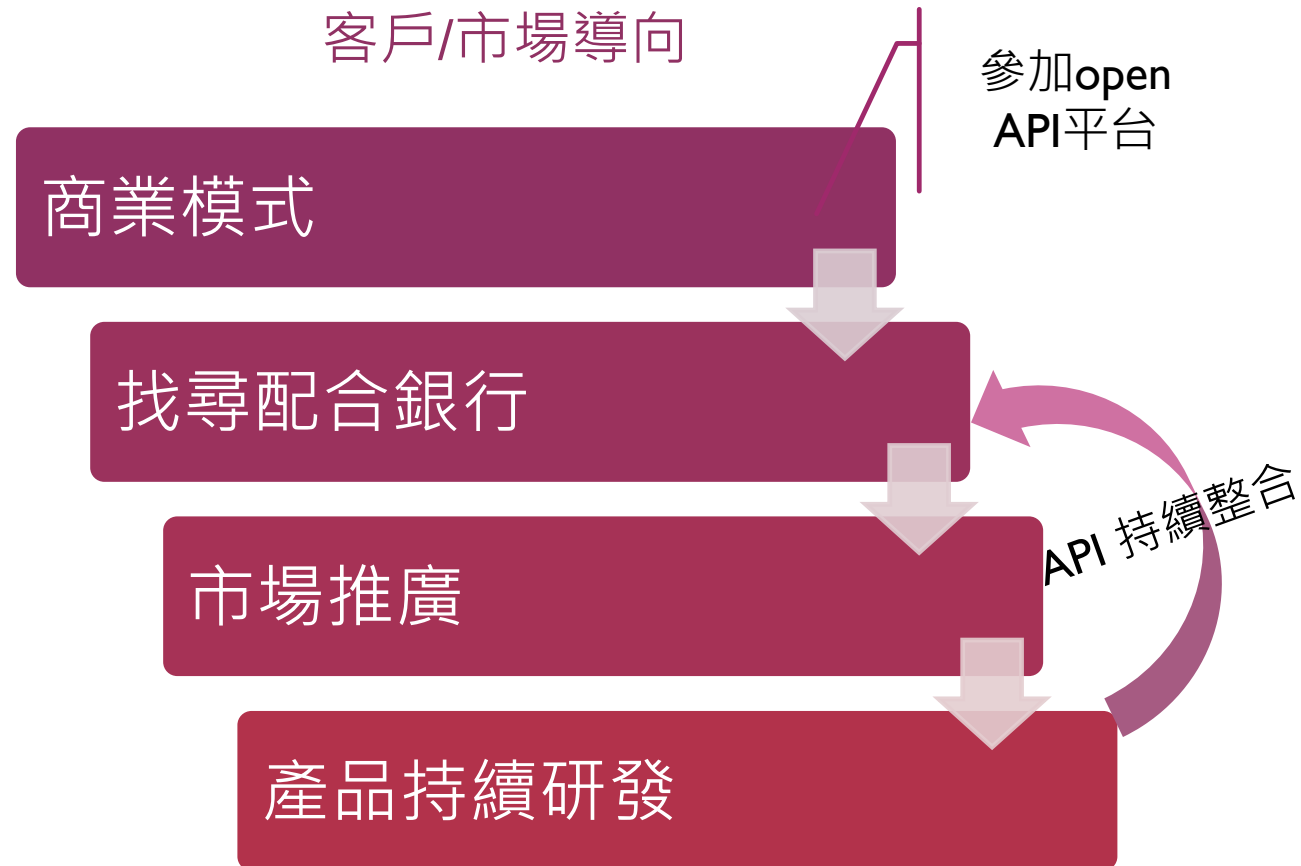 客戶/市場導向
參加open
API平台
商業模式
找尋配合銀行
API 持續整合
市場推廣
產品持續研發